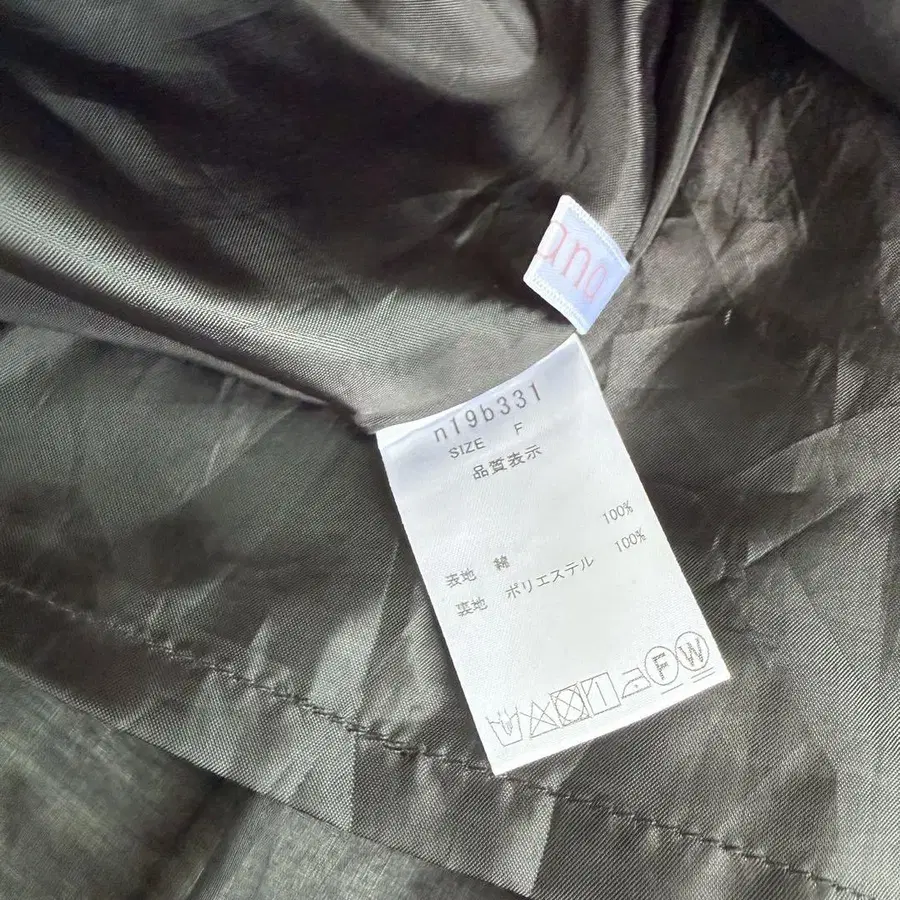 ana
n19b331
SIZE F
品質表示
表地 綿 100%
裏地 ポリエステル 100%
F W